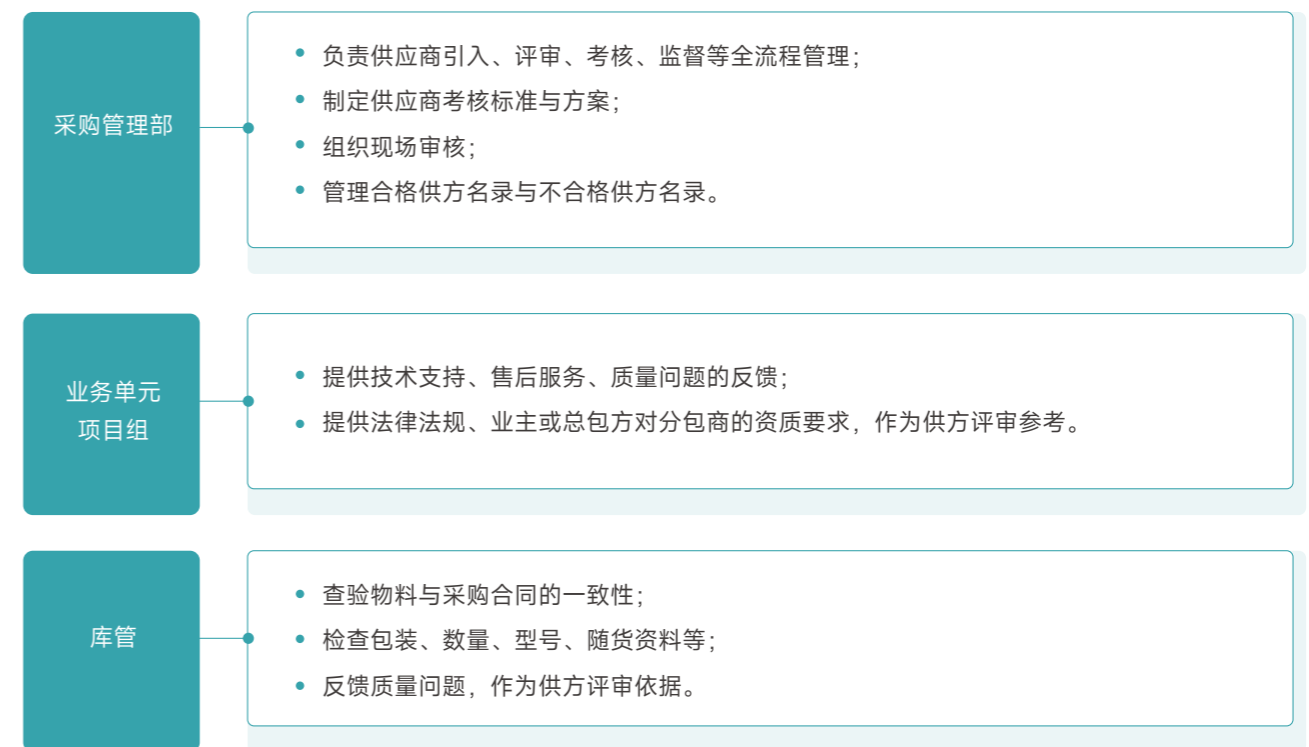 采购管理部
负责供应商引入、评审、考核、监督等全流程管理；
制定供应商考核标准与方案；
组织现场审核；
管理合格供方名录与不合格供方名录。
业务单元
项目组
提供技术支持、售后服务、质量问题的反馈；
提供法律法规、业主或总包方对分包商的资质要求，作为供方评审参考。
库管
查验物料与采购合同的一致性；
检查包装、数量、型号、随货资料等；
反馈质量问题，作为供方评审依据。